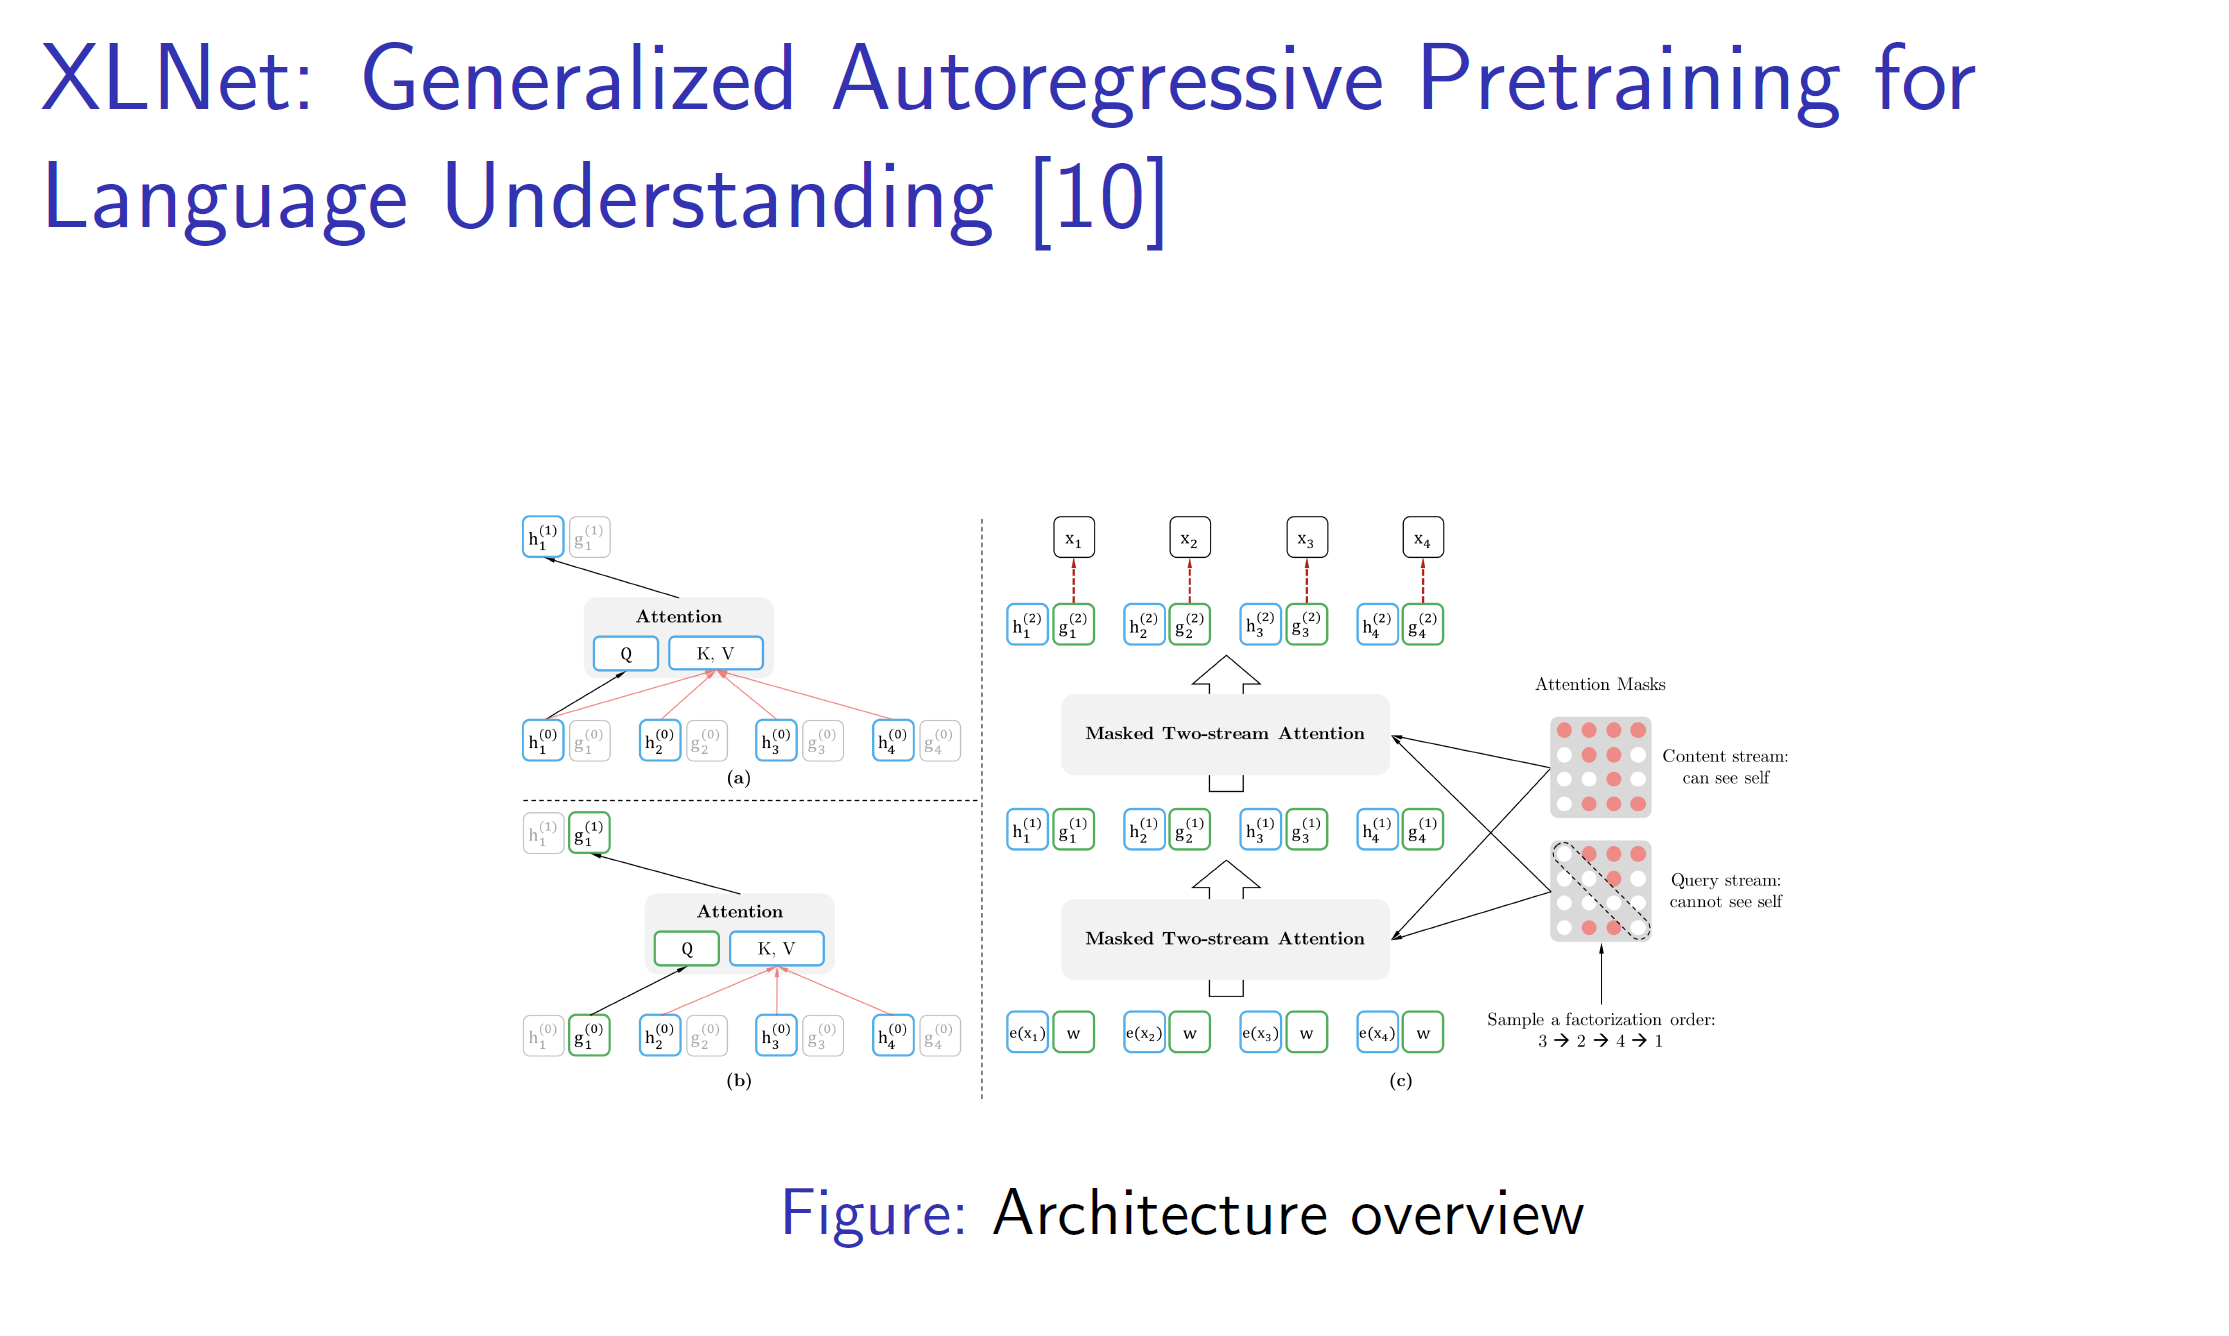 XLNet: Generalized Autoregressive Pretraining for
Language Understanding [10]
h₁⁽¹⁾ g₁⁽¹⁾
Attention
Q K, V
h₁⁽⁰⁾ g₁⁽⁰⁾ h₂⁽⁰⁾ g₂⁽⁰⁾ h₃⁽⁰⁾ g₃⁽⁰⁾ h₄⁽⁰⁾ g₄⁽⁰⁾
(a)
h₁⁽¹⁾ g₁⁽¹⁾
Attention
Q K, V
h₁⁽⁰⁾ g₁⁽⁰⁾ h₂⁽⁰⁾ g₂⁽⁰⁾ h₃⁽⁰⁾ g₃⁽⁰⁾ h₄⁽⁰⁾ g₄⁽⁰⁾
(b)
x₁ x₂ x₃ x₄
h₁⁽²⁾ g₁⁽²⁾ h₂⁽²⁾ g₂⁽²⁾ h₃⁽²⁾ g₃⁽²⁾ h₄⁽²⁾ g₄⁽²⁾
Masked Two-stream Attention
h₁⁽¹⁾ g₁⁽¹⁾ h₂⁽¹⁾ g₂⁽¹⁾ h₃⁽¹⁾ g₃⁽¹⁾ h₄⁽¹⁾ g₄⁽¹⁾
Masked Two-stream Attention
e(x₁) w e(x₂) w e(x₃) w e(x₄) w
(c)
Attention Masks
Content stream:
can see self
Query stream:
cannot see self
Sample a factorization order:
3 → 2 → 4 → 1
Figure: Architecture overview